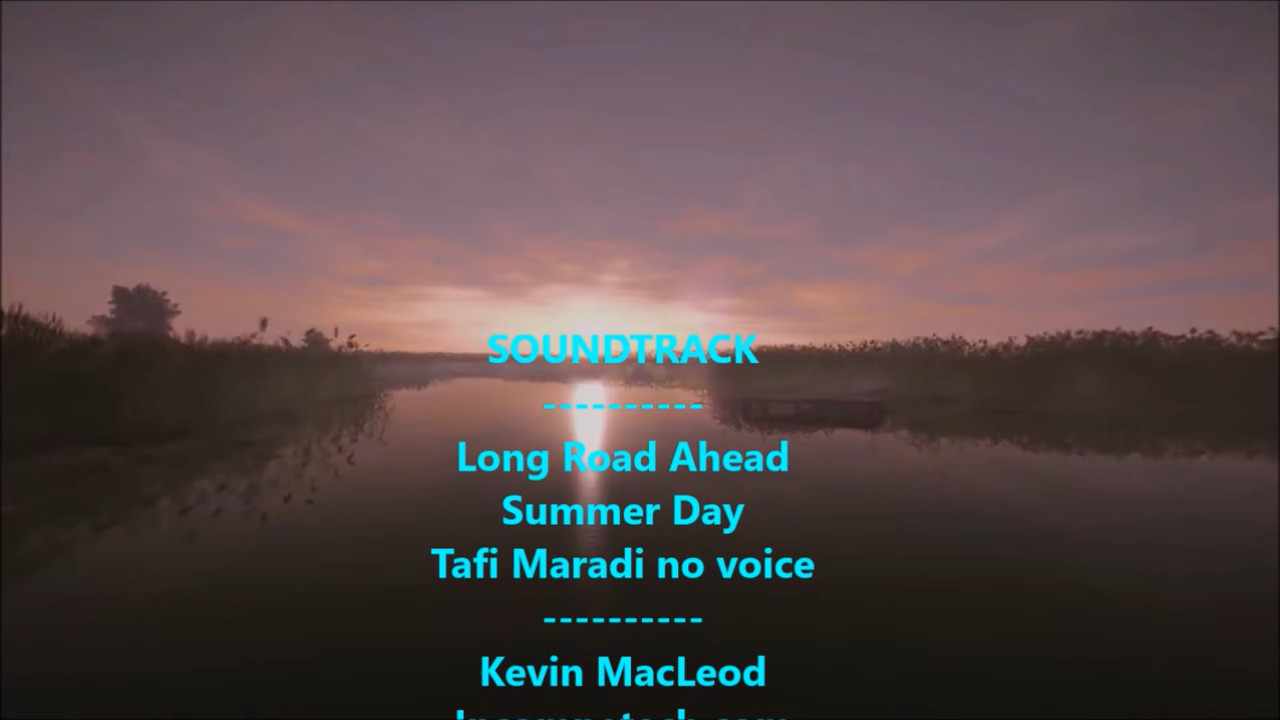 SOUNDTRACK
----------
Long Road Ahead
Summer Day
Tafi Maradi no voice
----------
Kevin MacLeod